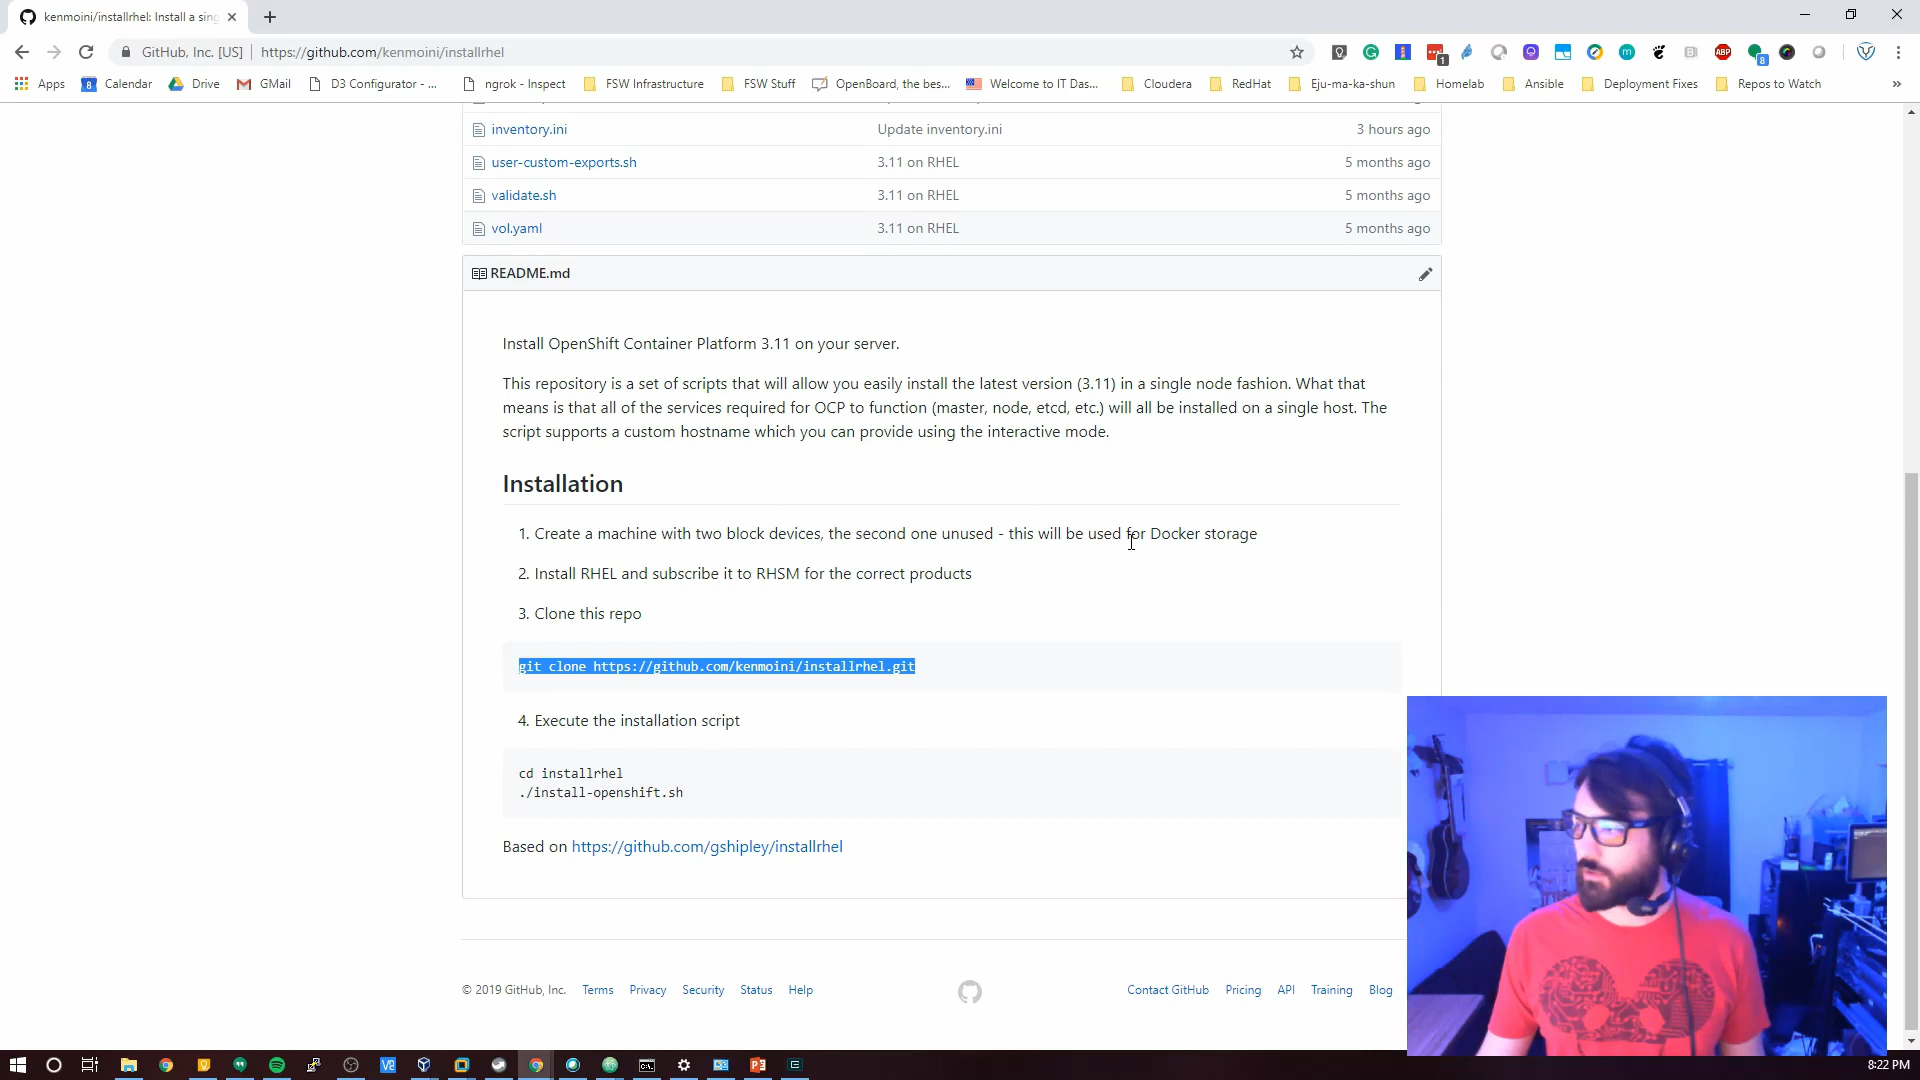 kenmoini/installrhel: Install a sing
GitHub, Inc. [US] https://github.com/kenmoini/installrhel
Apps Calendar Drive GMail D3 Configurator - ... ngrok - Inspect FSW Infrastructure FSW Stuff OpenBoard, the bes... Welcome to IT Das... Cloudera RedHat Eju-ma-ka-shun Homelab Ansible Deployment Fixes Repos to Watch »
inventory.ini Update inventory.ini 3 hours ago
user-custom-exports.sh 3.11 on RHEL 5 months ago
validate.sh 3.11 on RHEL 5 months ago
vol.yaml 3.11 on RHEL 5 months ago
README.md
Install OpenShift Container Platform 3.11 on your server.
This repository is a set of scripts that will allow you easily install the latest version (3.11) in a single node fashion. What that
means is that all of the services required for OCP to function (master, node, etcd, etc.) will all be installed on a single host. The
script supports a custom hostname which you can provide using the interactive mode.
Installation
1. Create a machine with two block devices, the second one unused - this will be used for Docker storage
2. Install RHEL and subscribe it to RHSM for the correct products
3. Clone this repo
git clone https://github.com/kenmoini/installrhel.git
4. Execute the installation script
cd installrhel
./install-openshift.sh
Based on https://github.com/gshipley/installrhel
© 2019 GitHub, Inc. Terms Privacy Security Status Help Contact GitHub Pricing API Training Blog
8:22 PM